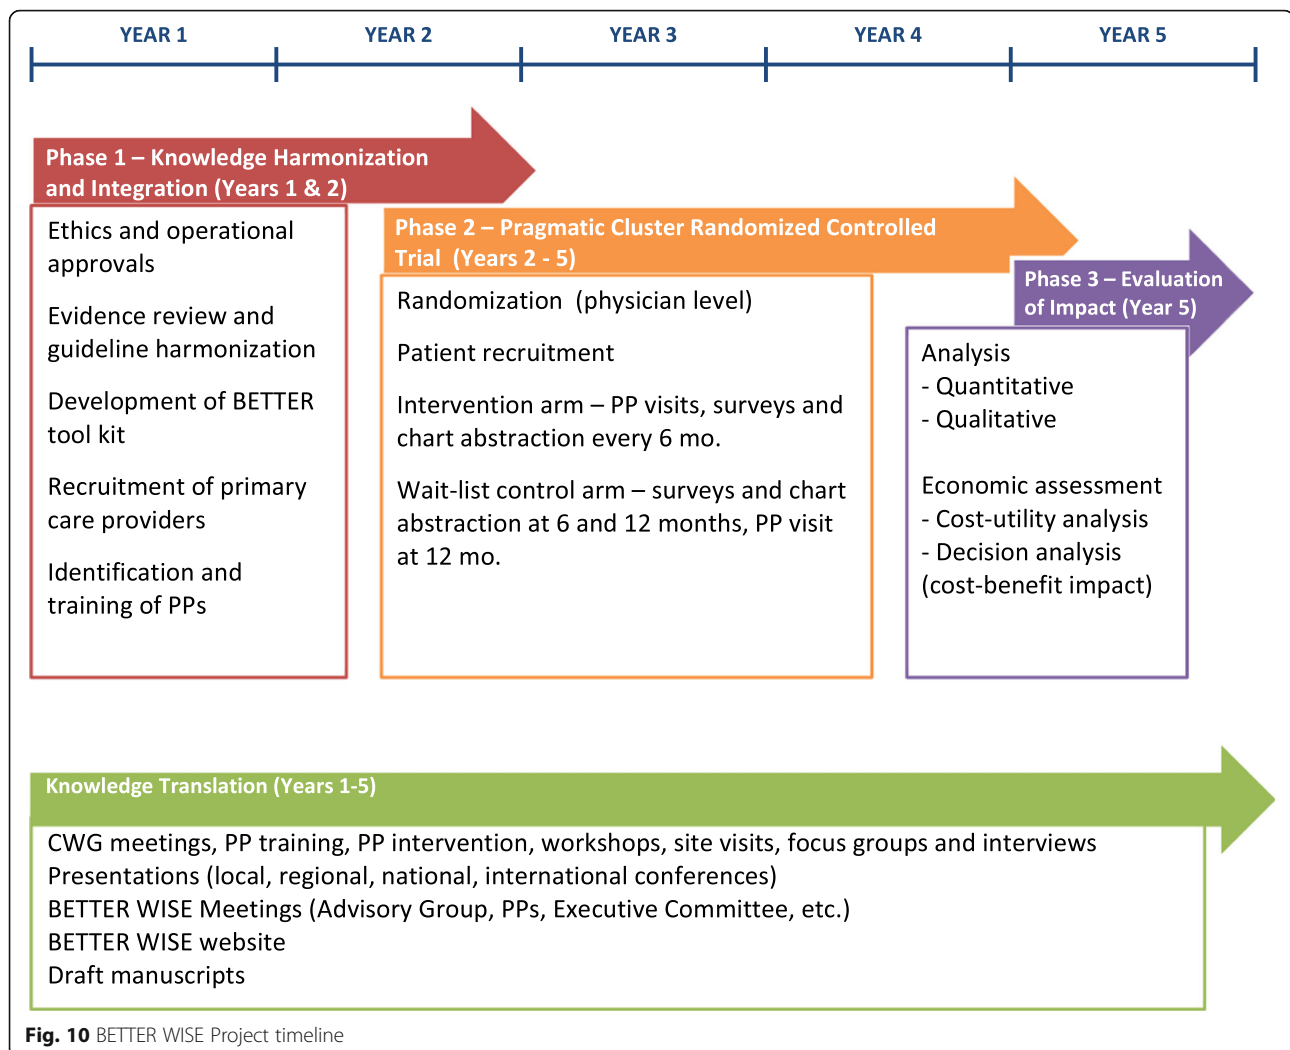 YEAR 1
YEAR 2
YEAR 3
YEAR 4
YEAR 5
Phase 1 – Knowledge Harmonization
and Integration (Years 1 & 2)
Ethics and operational
approvals
Evidence review and
guideline harmonization
Development of BETTER
tool kit
Recruitment of primary
care providers
Identification and
training of PPs
Phase 2 – Pragmatic Cluster Randomized Controlled
Trial  (Years 2 - 5)
Randomization  (physician level)
Patient recruitment
Intervention arm – PP visits, surveys and
chart abstraction every 6 mo.
Wait-list control arm – surveys and chart
abstraction at 6 and 12 months, PP visit
at 12 mo.
Phase 3 – Evaluation
of Impact (Year 5)
Analysis
- Quantitative
- Qualitative
Economic assessment
- Cost-utility analysis
- Decision analysis
(cost-benefit impact)
Knowledge Translation (Years 1-5)
CWG meetings, PP training, PP intervention, workshops, site visits, focus groups and interviews
Presentations (local, regional, national, international conferences)
BETTER WISE Meetings (Advisory Group, PPs, Executive Committee, etc.)
BETTER WISE website
Draft manuscripts
Fig. 10 BETTER WISE Project timeline